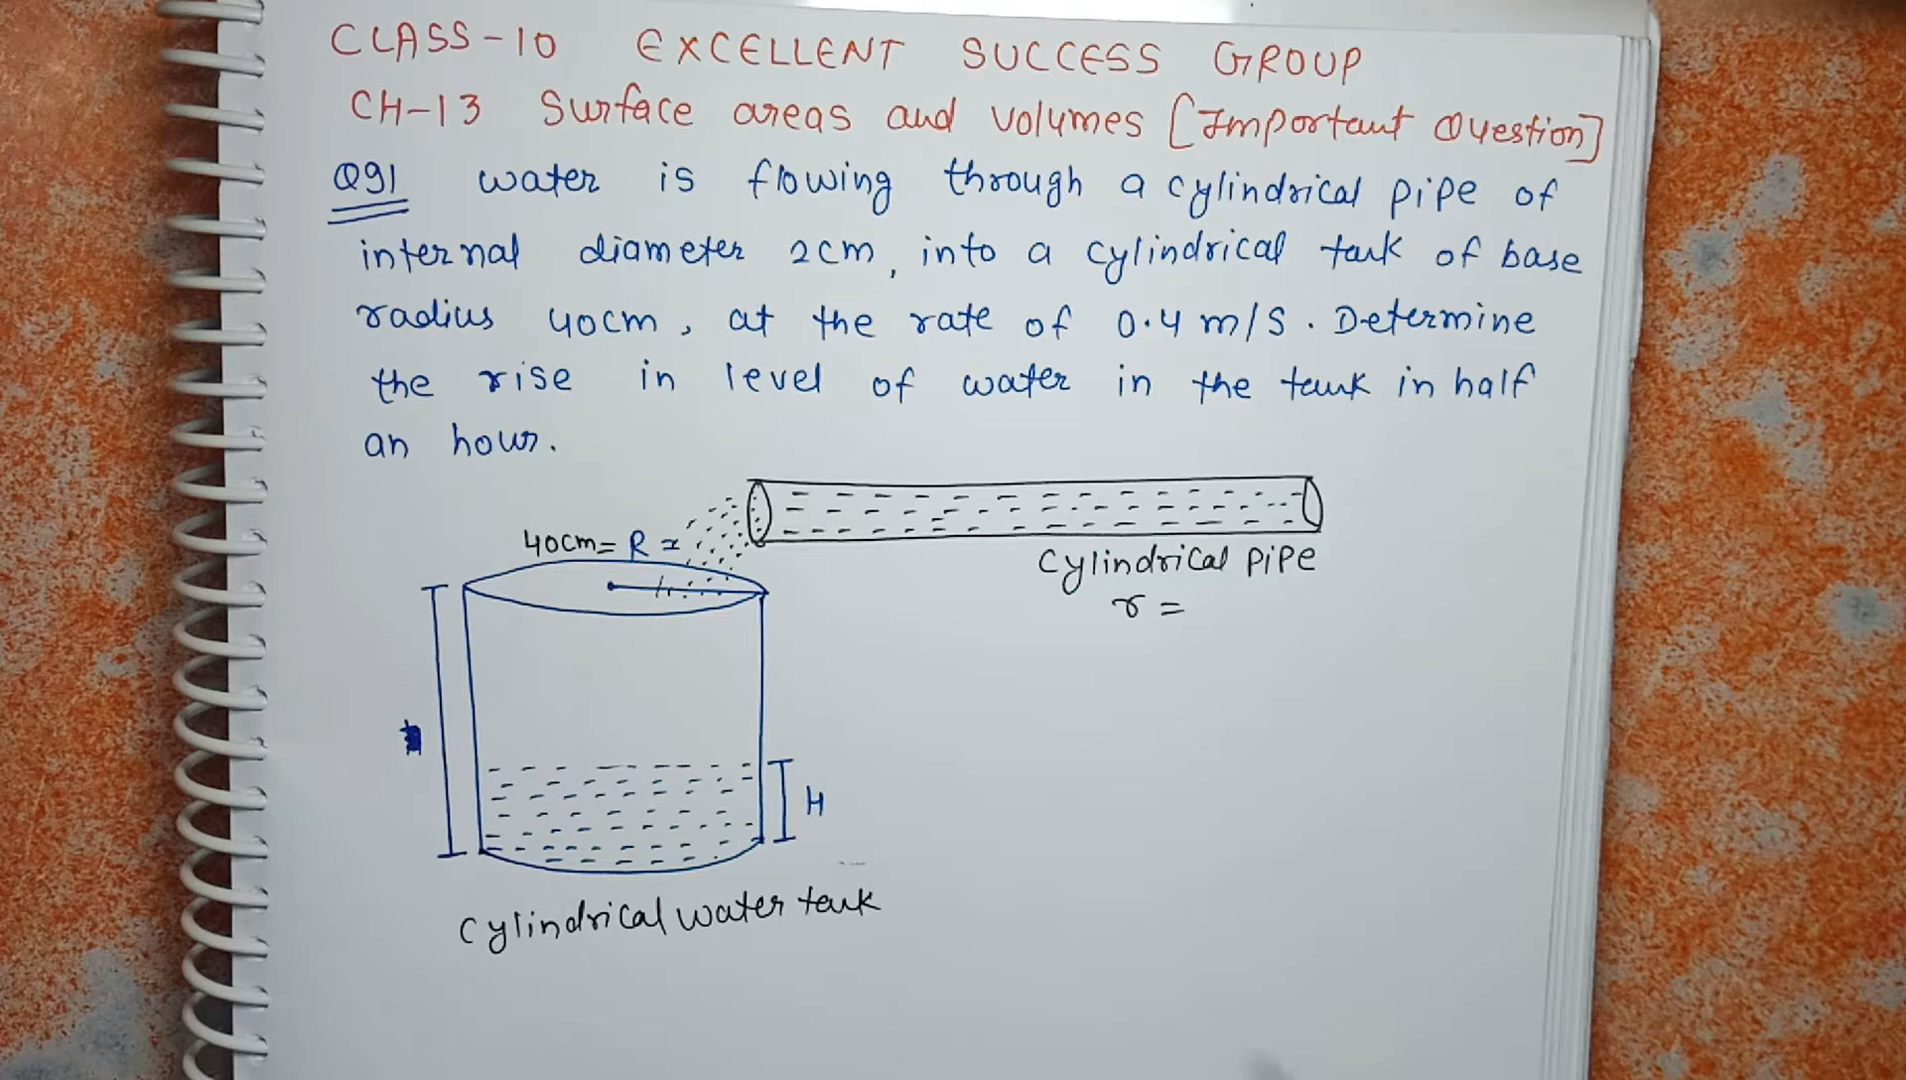 CLASS-10 EXCELLENT SUCCESS GROUP
CH-13 Surface areas and volumes [Important Question]
Q91 water is flowing through a cylindrical pipe of
internal diameter 2cm, into a cylindrical tank of base
radius 40cm, at the rate of 0.4 m/s. Determine
the rise in level of water in the tank in half
an hour.
40cm= R =
cylindrical pipe
r =
H
cylindrical water tank